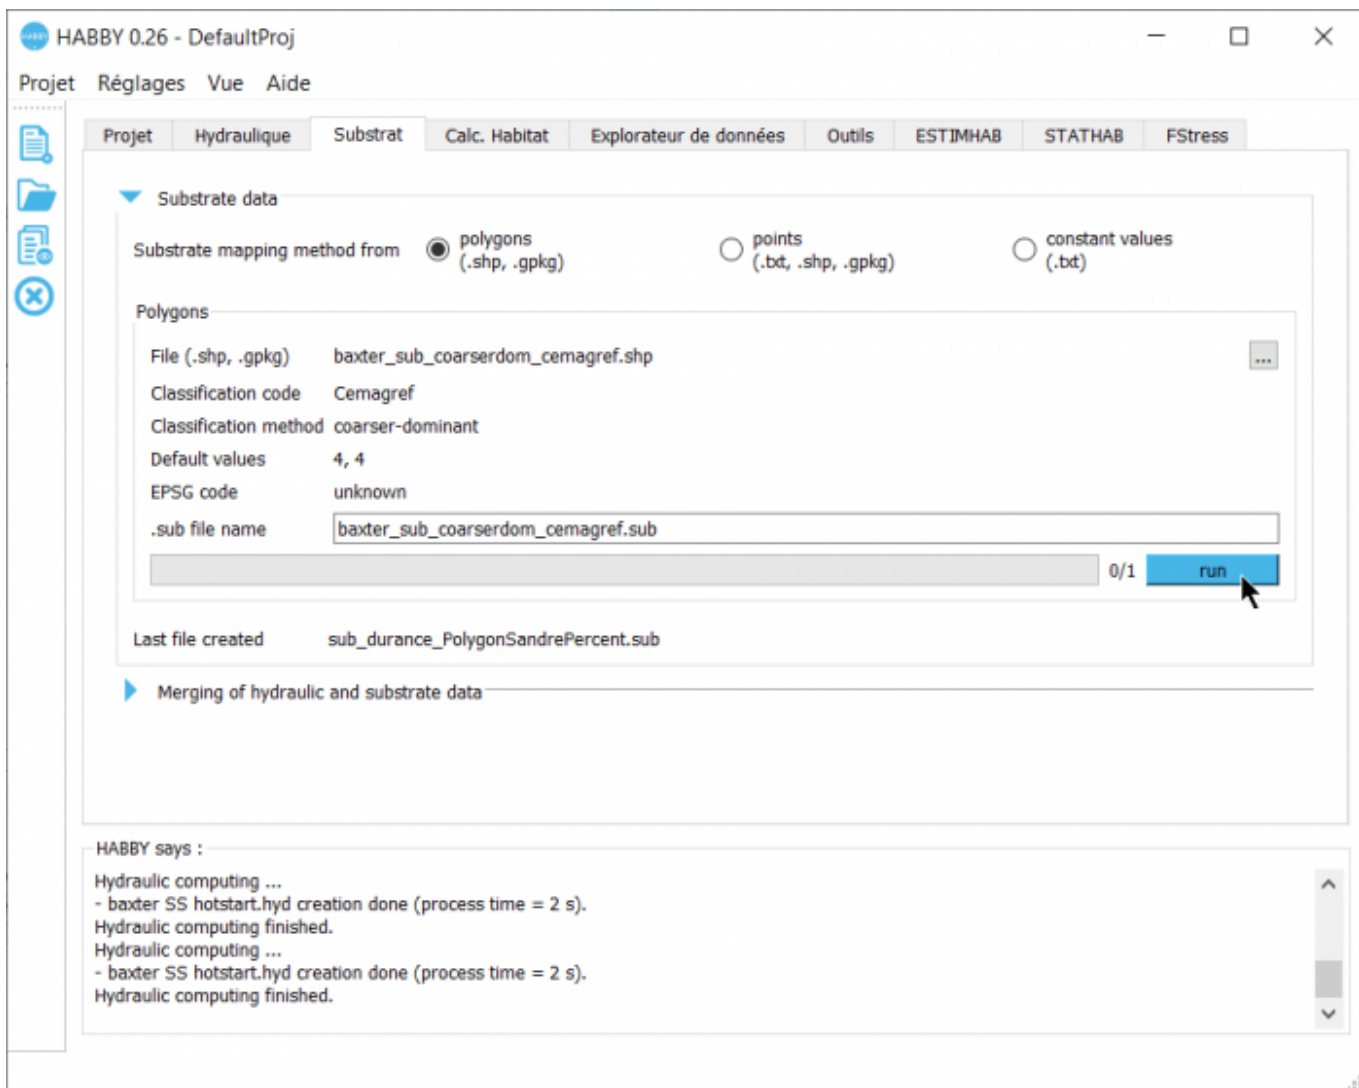 HABBY 0.26 - DefaultProj
Projet Réglages Vue Aide
Projet Hydraulique Substrat Calc. Habitat Explorateur de données Outils ESTIMHAB STATHAB FStress
Substrate data
Substrate mapping method from
polygons
(.shp, .gpkg)
points
(.txt, .shp, .gpkg)
constant values
(.txt)
Polygons
File (.shp, .gpkg) baxter_sub_coarserdom_cemagref.shp ...
Classification code Cemagref
Classification method coarser-dominant
Default values 4, 4
EPSG code unknown
.sub file name baxter_sub_coarserdom_cemagref.sub
0/1 run
Last file created sub_durance_PolygonSandrePercent.sub
Merging of hydraulic and substrate data
HABBY says :
Hydraulic computing ...
- baxter SS hotstart.hyd creation done (process time = 2 s).
Hydraulic computing finished.
Hydraulic computing ...
- baxter SS hotstart.hyd creation done (process time = 2 s).
Hydraulic computing finished.